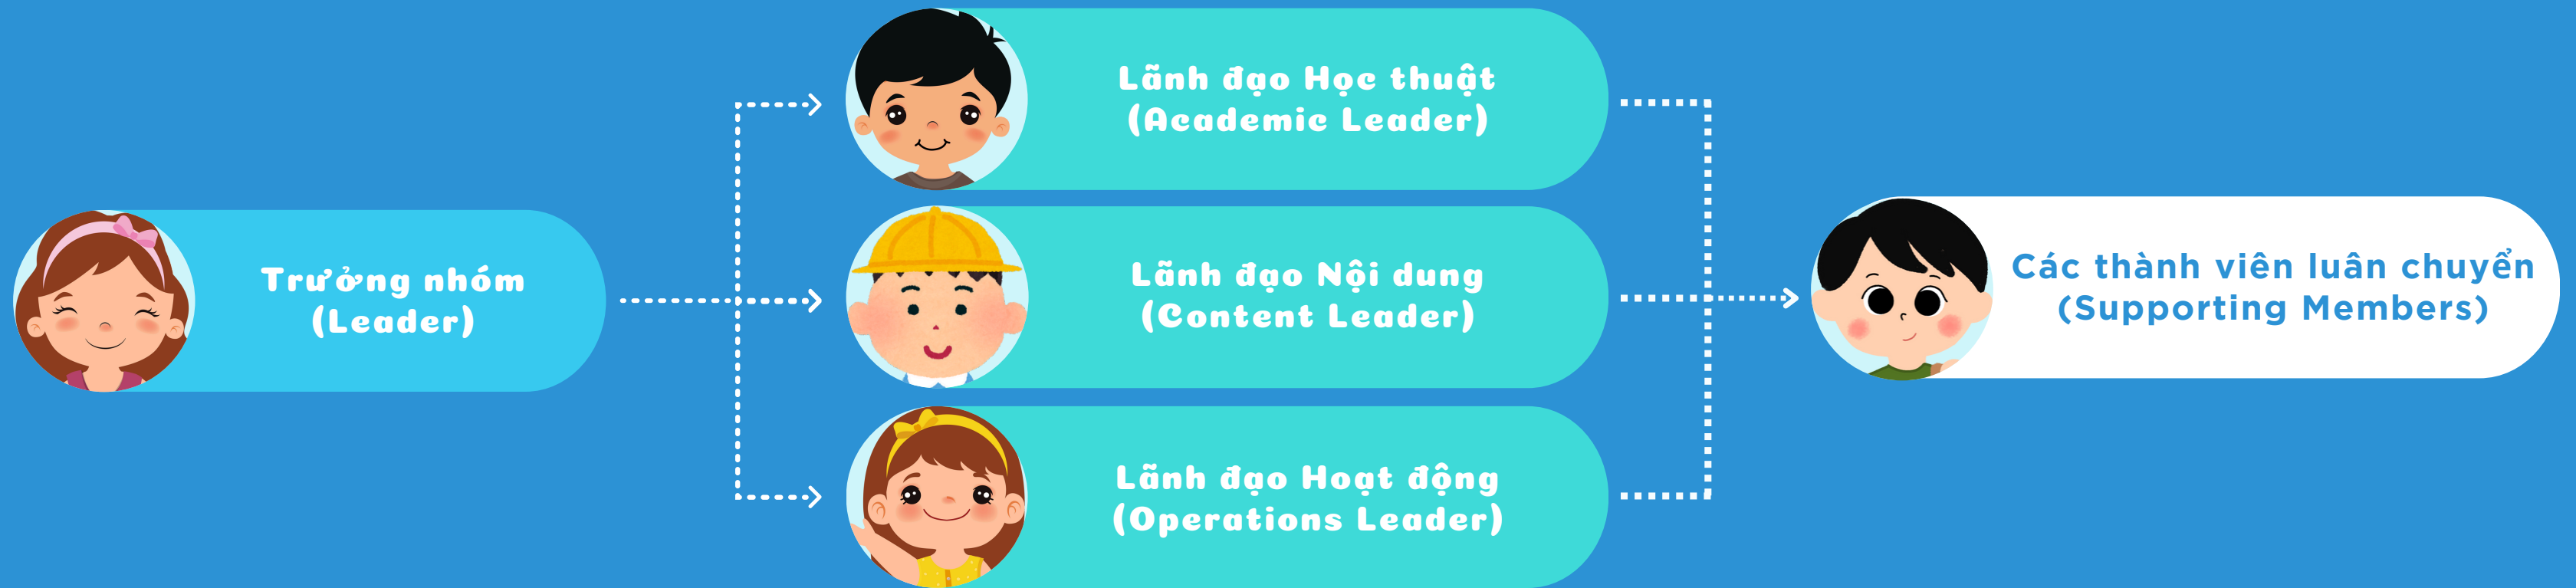 Trưởng nhóm
(Leader)
Lãnh đạo Học thuật
(Academic Leader)
Lãnh đạo Nội dung
(Content Leader)
Lãnh đạo Hoạt động
(Operations Leader)
Các thành viên luân chuyển
(Supporting Members)